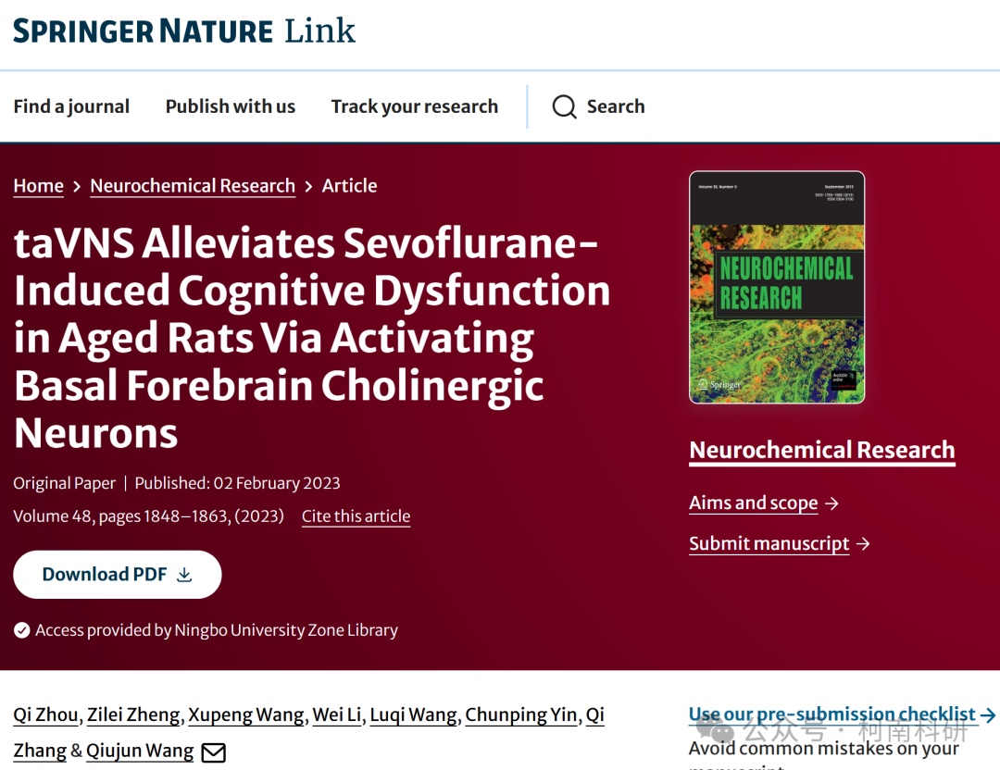 SPRINGER NATURE Link
Find a journal Publish with us Track your research Search
Home > Neurochemical Research > Article
taVNS Alleviates Sevoflurane-
Induced Cognitive Dysfunction
in Aged Rats Via Activating
Basal Forebrain Cholinergic
Neurons
Original Paper | Published: 02 February 2023
Volume 48, pages 1848–1863, (2023) Cite this article
Download PDF
Access provided by Ningbo University Zone Library
Volume 38, Number 9 September 2013
NEUROCHEMICAL
RESEARCH
Springer
Available
online
Neurochemical Research
Aims and scope →
Submit manuscript →
Qi Zhou, Zilei Zheng, Xupeng Wang, Wei Li, Luqi Wang, Chunping Yin, Qi
Zhang & Qiujun Wang
Use our pre-submission checklist →
Avoid common mistakes on your
manuscript.
公众号 · 柯南科研